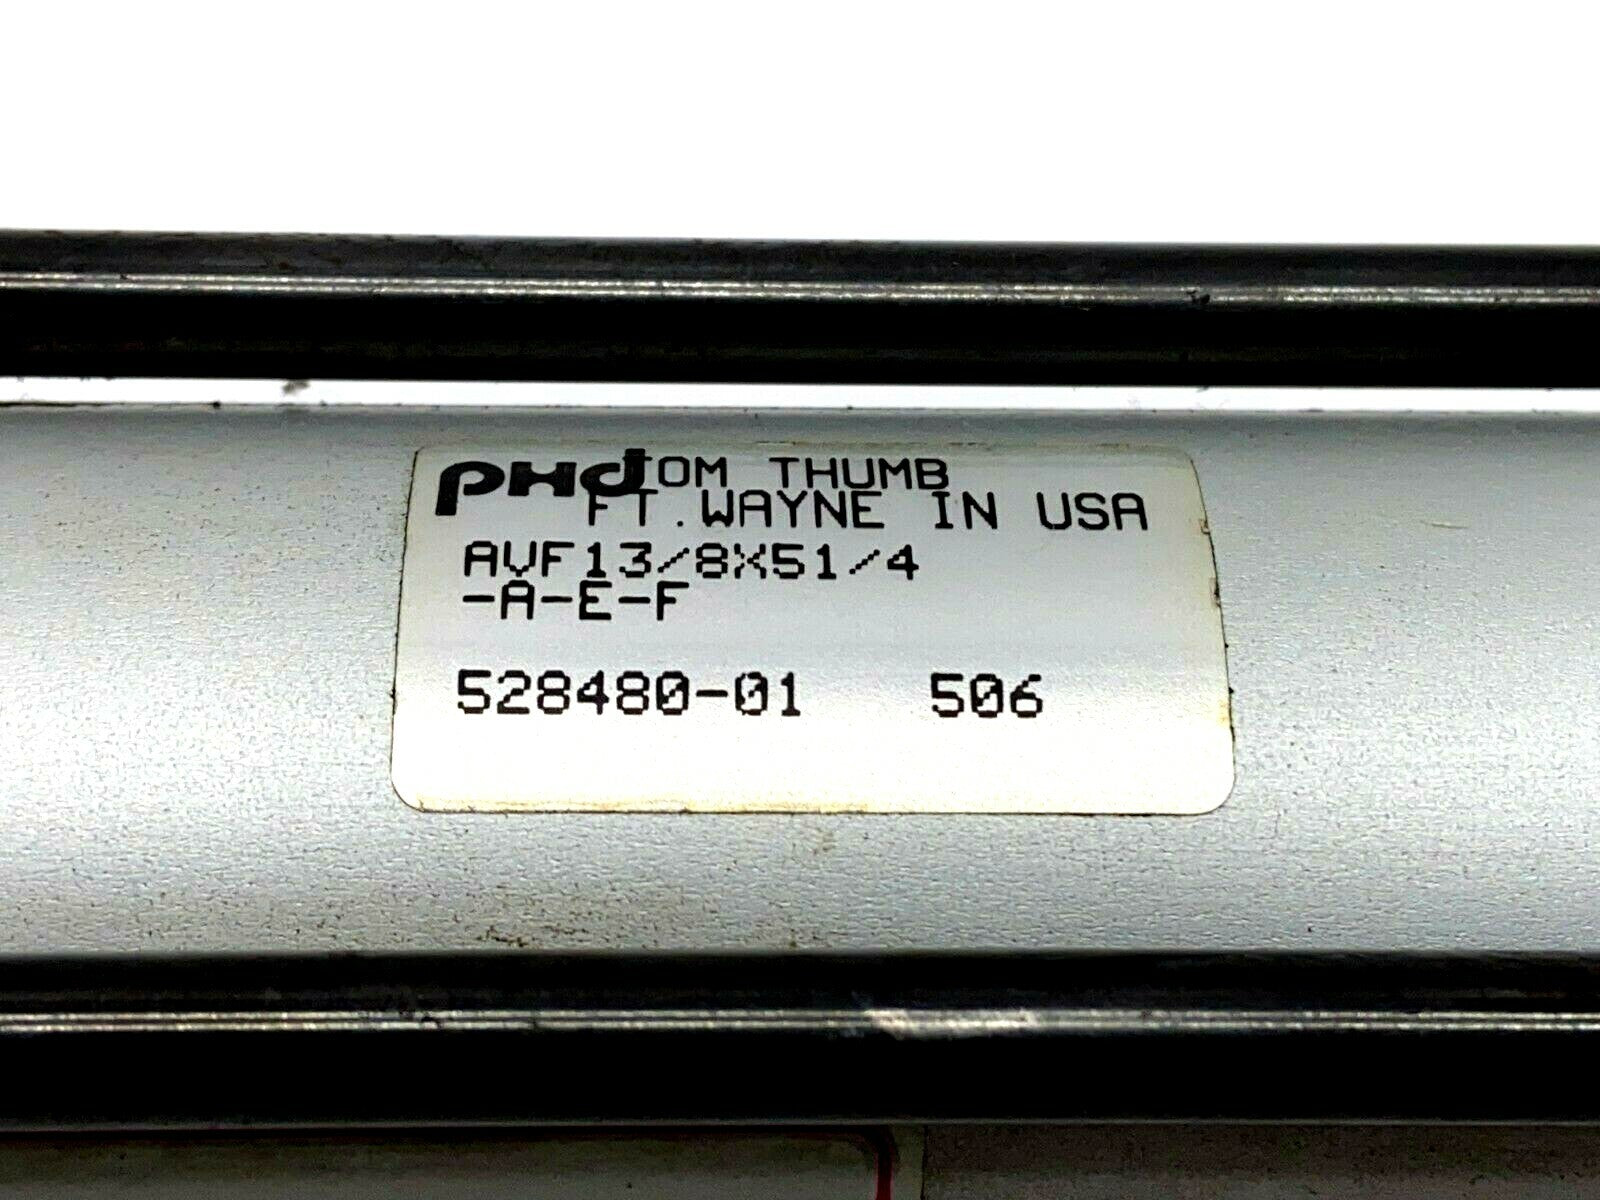 PHd TOM THUMB
FT. WAYNE IN USA
AVF13/8X51/4
-A-E-F
528480-01 506